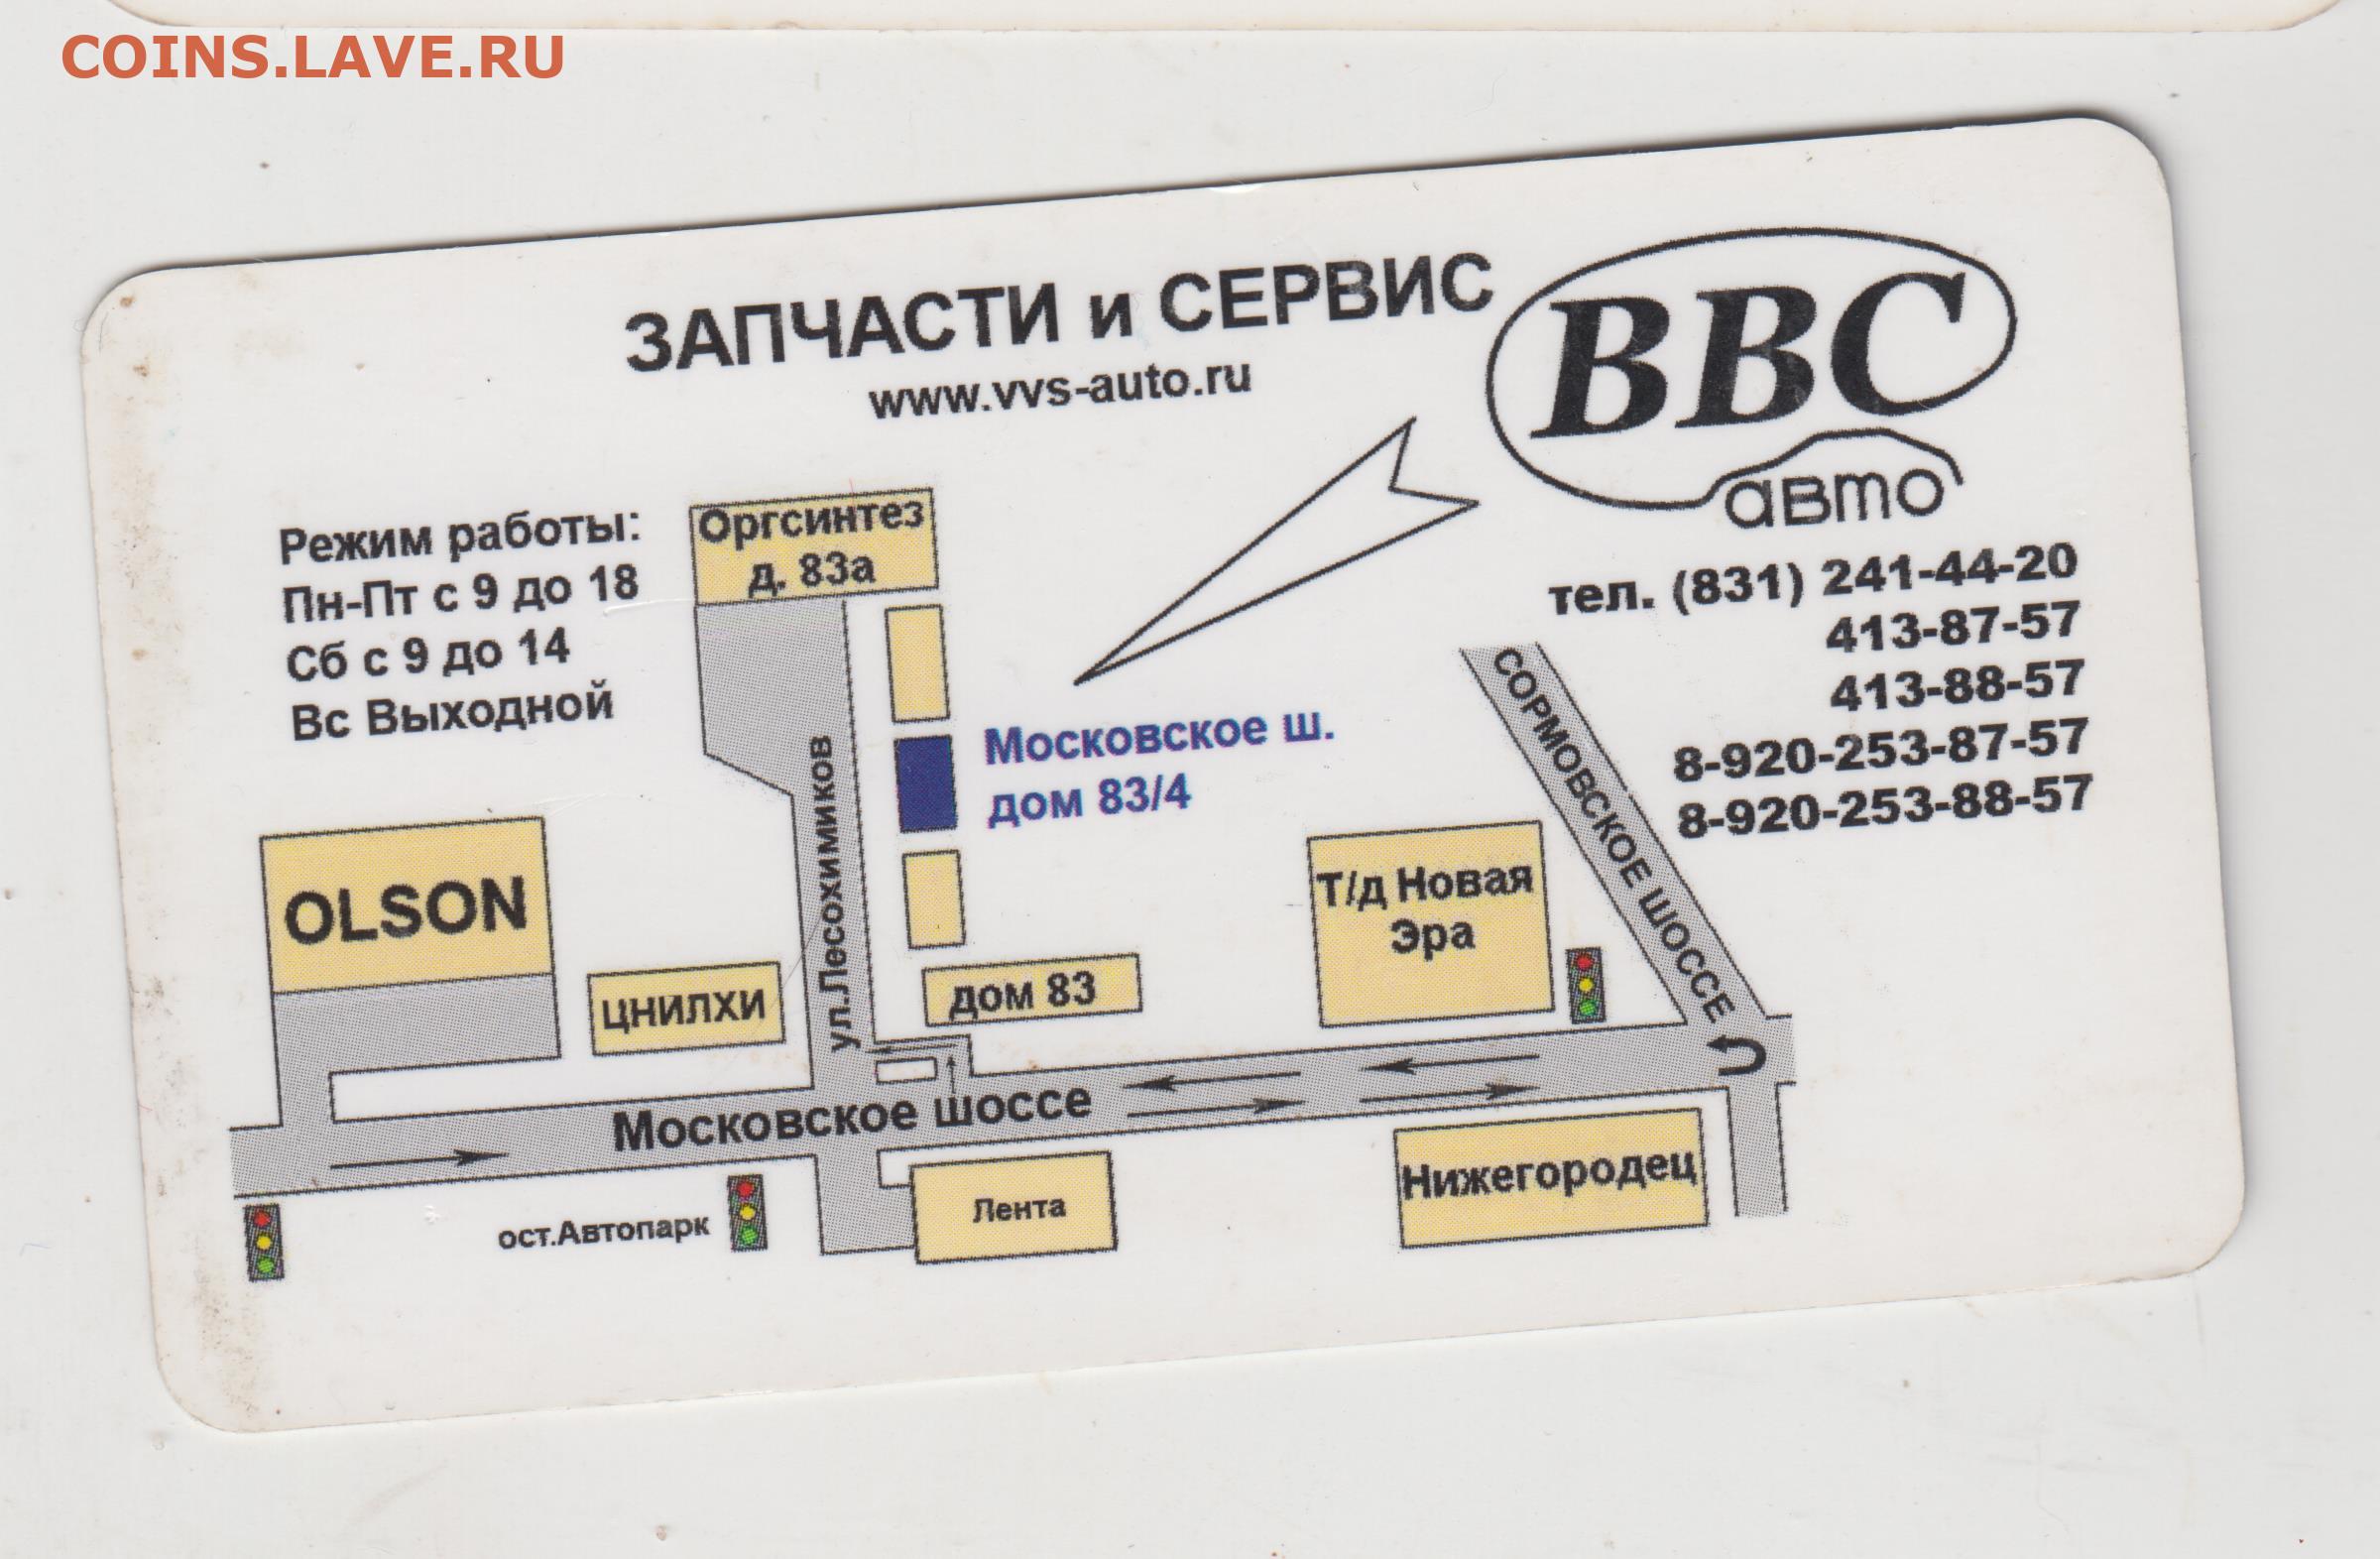 COINS.LAVE.RU
ЗАПЧАСТИ и СЕРВИС
www.vvs-auto.ru
ВВС
авто
тел. (831) 241-44-20
413-87-57
413-88-57
8-920-253-87-57
8-920-253-88-57
Режим работы:
Пн-Пт с 9 до 18
Сб с 9 до 14
Вс Выходной
Оргсинтез
д. 83а
Московское ш.
дом 83/4
ул.Лесохимиков
СОРМОВСКОЕ ШОССЕ
OLSON
ЦНИЛХИ
дом 83
Т/д Новая
Эра
Московское шоссе
ост.Автопарк
Лента
Нижегородец